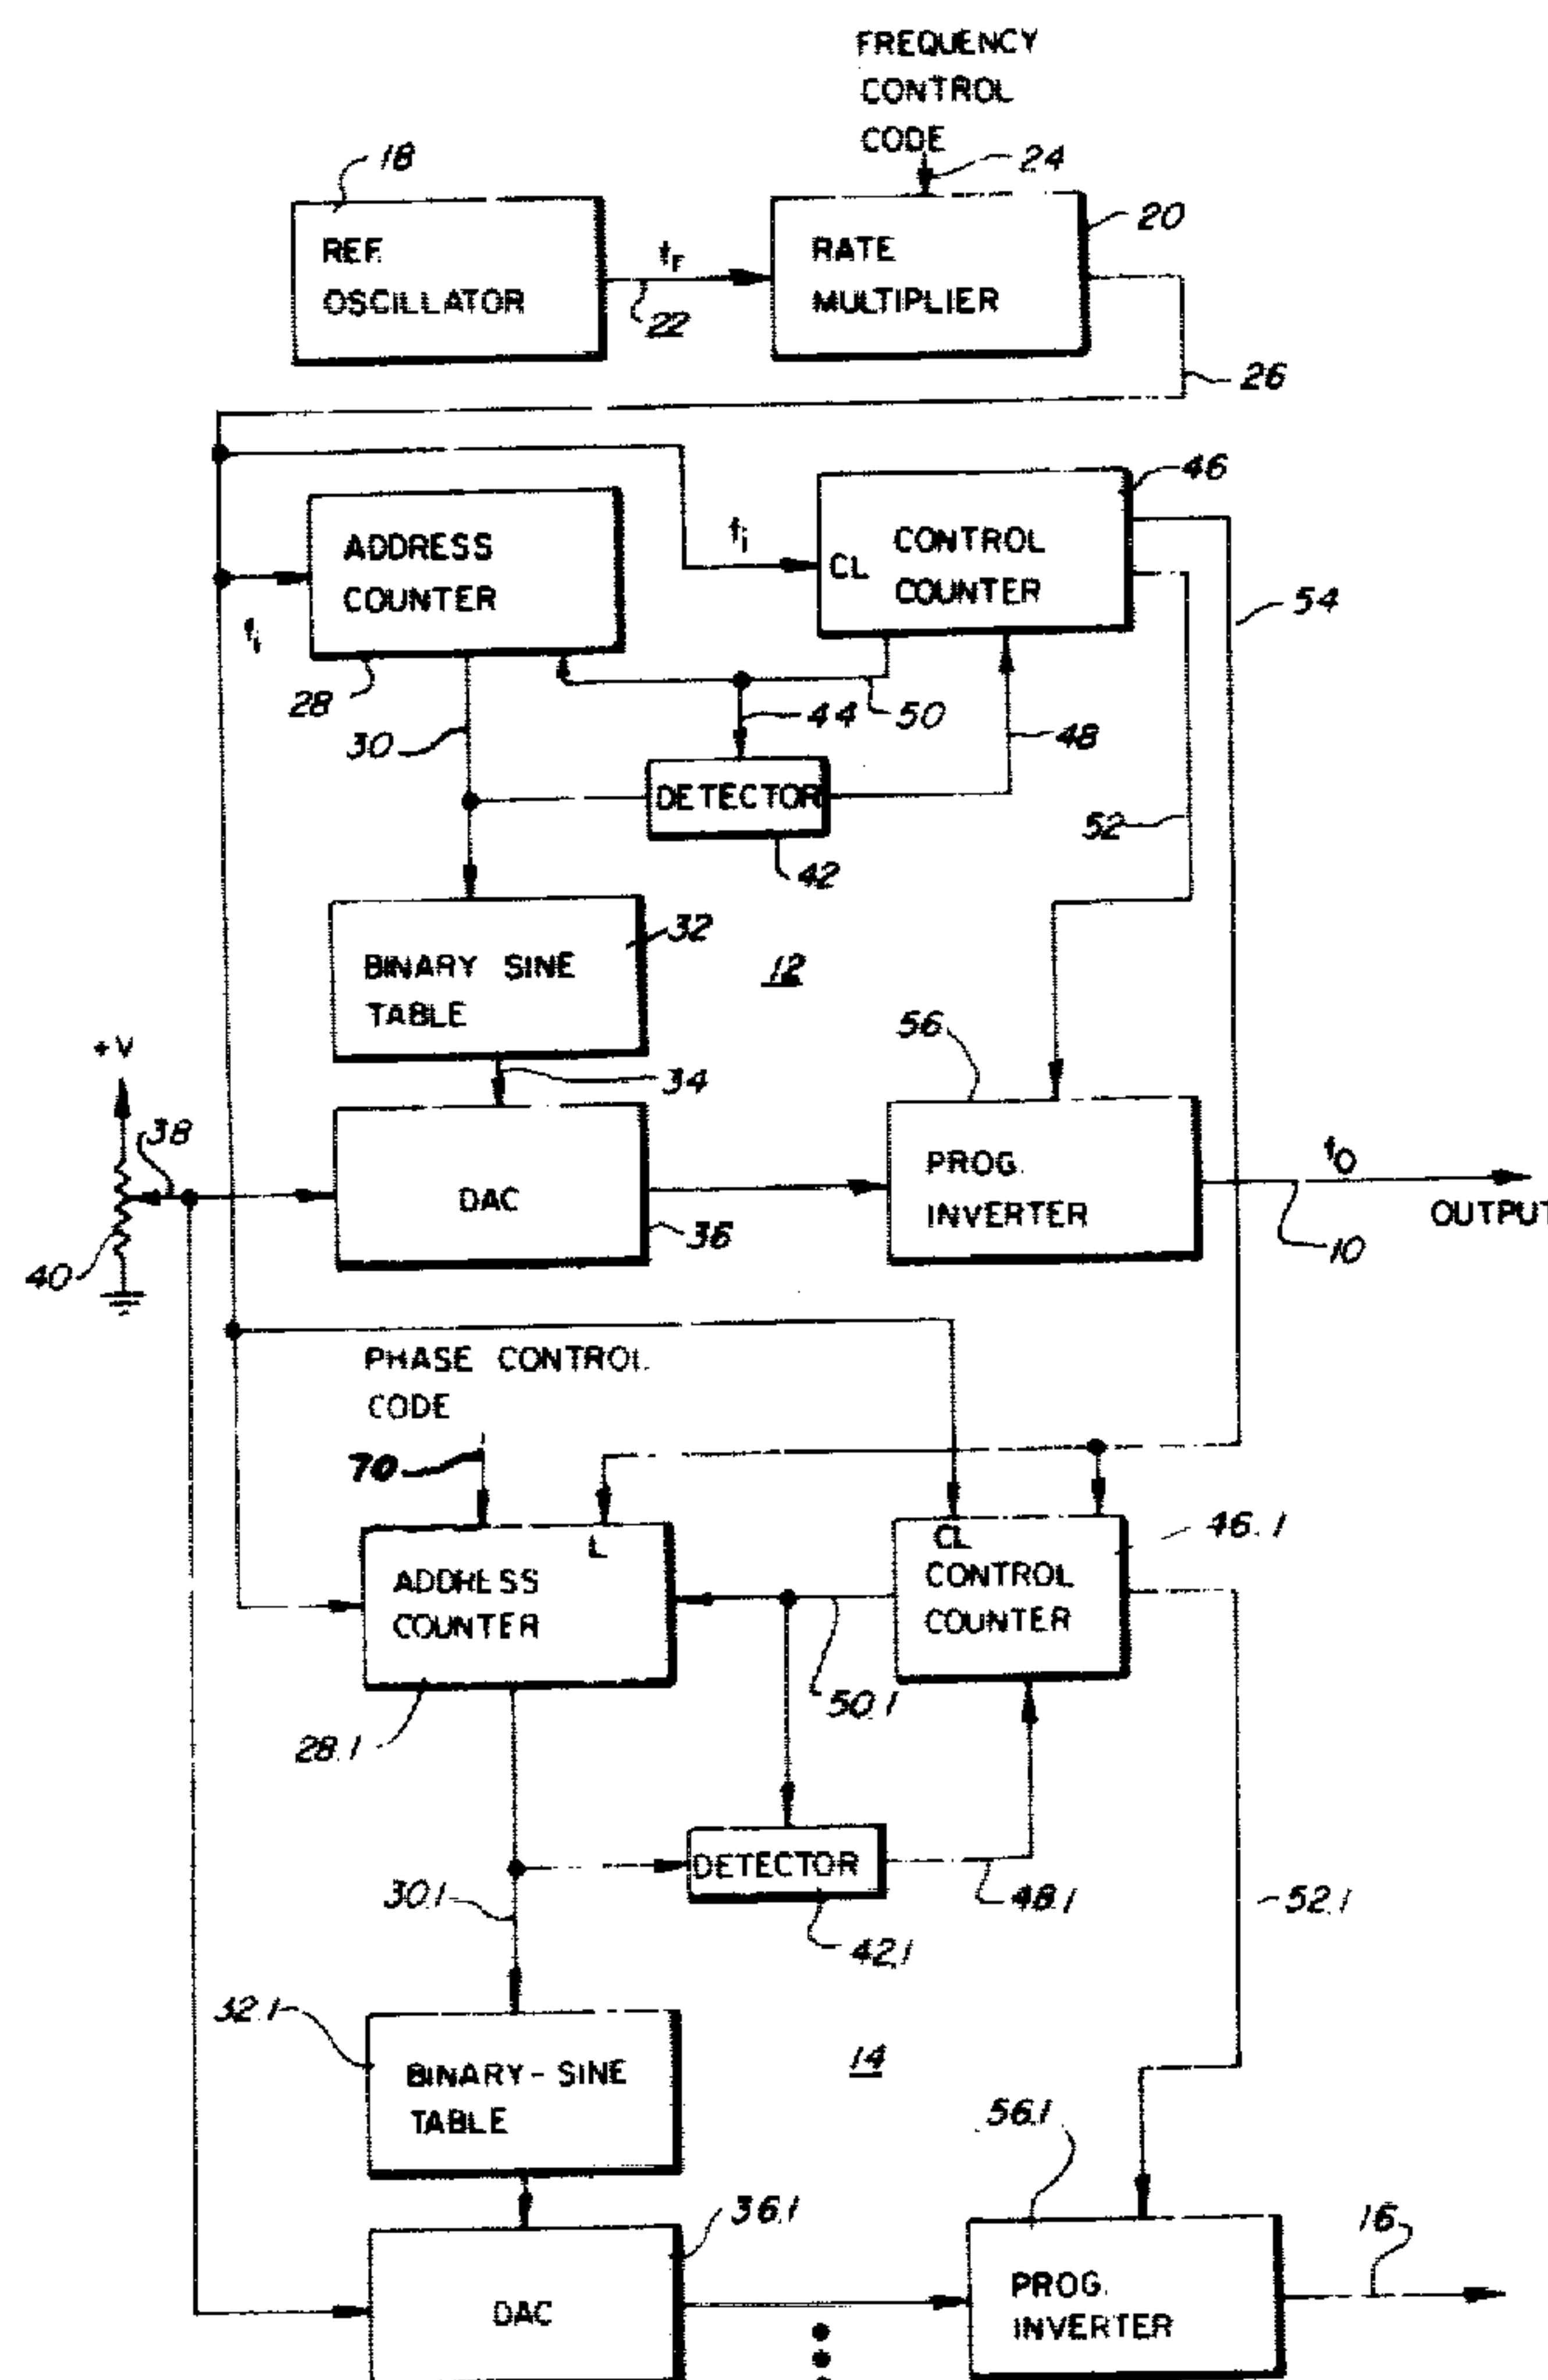 FREQUENCY
CONTROL
CODE
24
18
20
REF.
OSCILLATOR
fr
22
RATE
MULTIPLIER
26
46
ADDRESS
COUNTER
fi
CL
CONTROL
COUNTER
54
fi
28
30
44
50
48
DETECTOR
52
42
32
BINARY SINE
TABLE
12
56
+V
34
38
DAC
PROG.
INVERTER
fo
OUTPUT
36
10
40
PHASE CONTROL
CODE
70
L
CL
46.1
ADDRESS
COUNTER
CONTROL
COUNTER
50.1
28.1
DETECTOR
30.1
48.1
52.1
42.1
32.1
BINARY-SINE
TABLE
14
56.1
36.1
16
DAC
PROG.
INVERTER